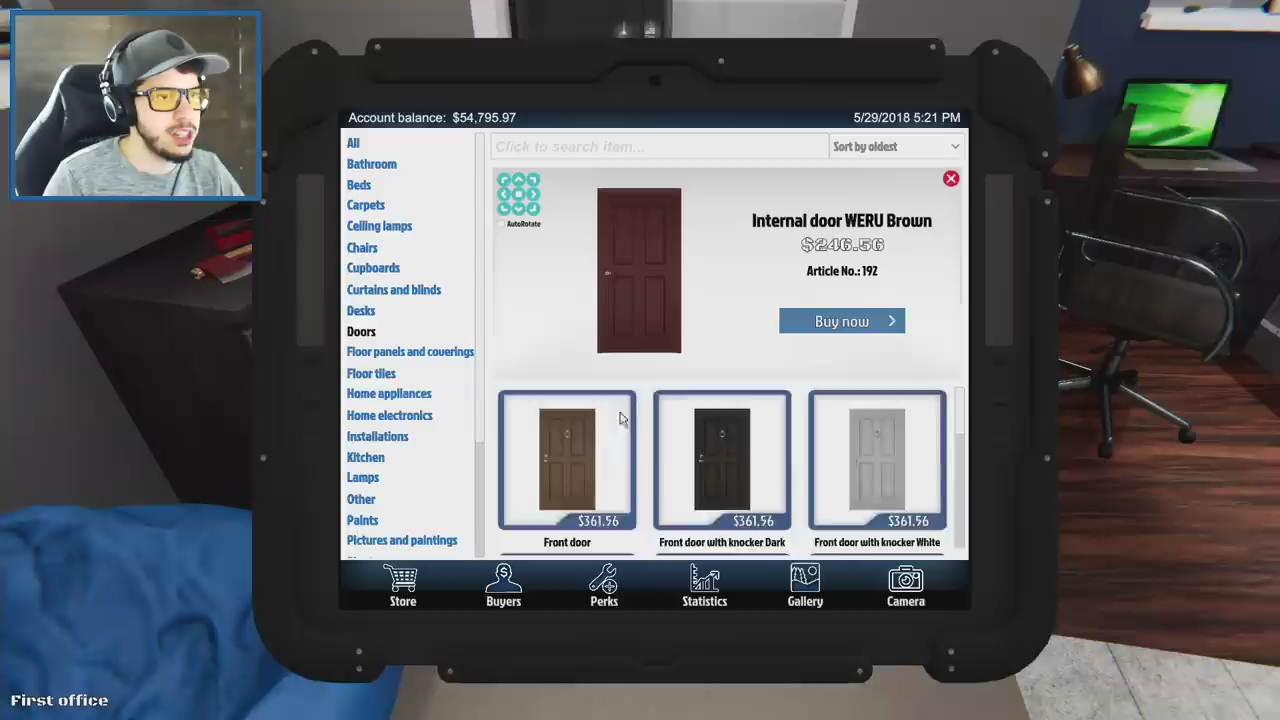 Account balance: $54,795.97
5/29/2018 5:21 PM
All
Bathroom
Beds
Carpets
Ceiling lamps
Chairs
Cupboards
Curtains and blinds
Desks
Doors
Floor panels and coverings
Floor tiles
Home appliances
Home electronics
Installations
Kitchen
Lamps
Other
Paints
Pictures and paintings
Click to search item...
Sort by oldest
AutoRotate
Internal door WERU Brown
$246.56
Article No.: 192
Buy now
$361.56
$361.56
$361.56
Front door
Front door with knocker Dark
Front door with knocker White
Store
Buyers
Perks
Statistics
Gallery
Camera
First office